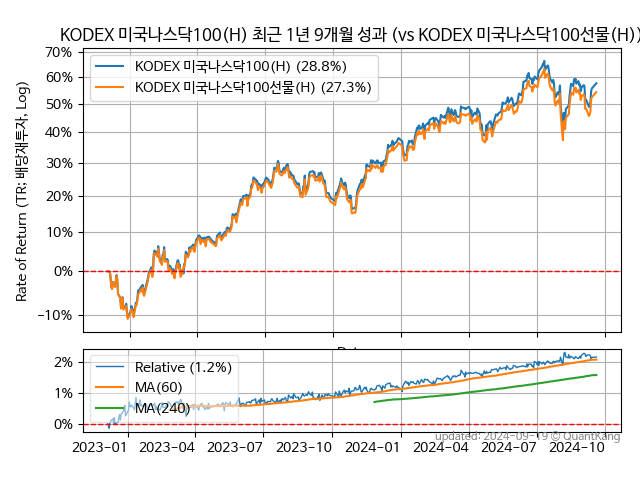 KODEX 미국나스닥100(H) 최근 1년 9개월 성과 (vs KODEX 미국나스닥100선물(H))
70%
60%
50%
40%
30%
20%
10%
0%
−10%
Rate of Return (TR; 배당재투자, Log)
KODEX 미국나스닥100(H) (28.8%)
KODEX 미국나스닥100선물(H) (27.3%)
2%
1%
0%
Relative (1.2%)
MA(60)
MA(240)
2023-01 2023-04 2023-07 2023-10 2024-01 2024-04 2024-07 2024-10
updated: 2024-09-19 © QuantKang